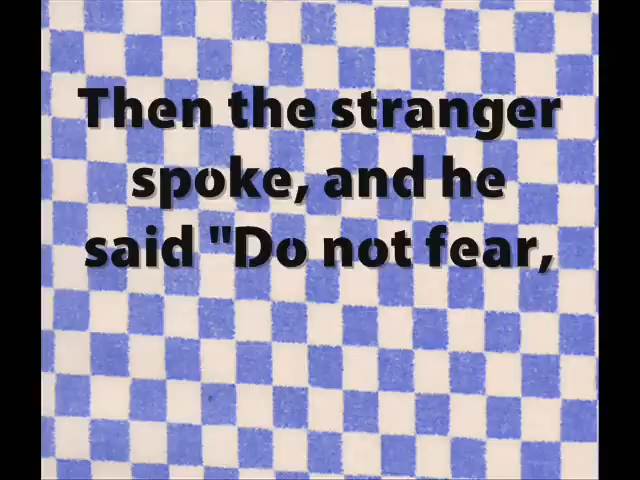 Then the stranger
spoke, and he
said "Do not fear,